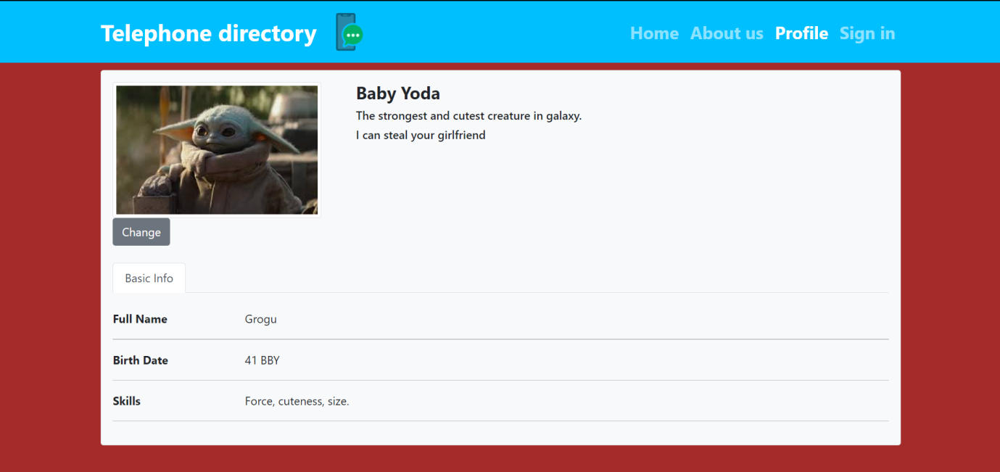 Telephone directory
Home About us Profile Sign in
Baby Yoda
The strongest and cutest creature in galaxy.
I can steal your girlfriend
Change
Basic Info
Full Name Grogu
Birth Date 41 BBY
Skills Force, cuteness, size.